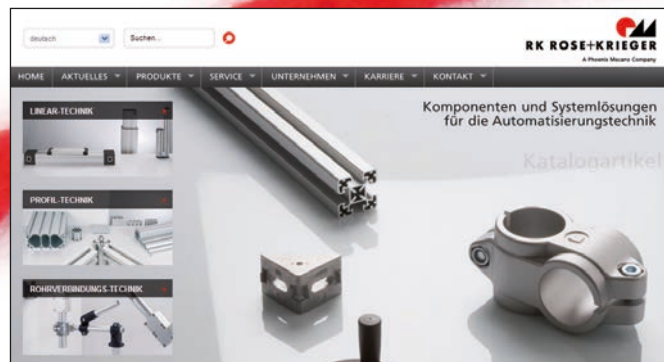 deutsch
Suchen...
RK ROSE+KRIEGER
A Phoenix Mecano Company
HOME AKTUELLES PRODUKTE SERVICE UNTERNEHMEN KARRIERE KONTAKT
LINEAR-TECHNIK
Komponenten und Systemlösungen
für die Automatisierungstechnik
Katalogartikel
PROFIL-TECHNIK
ROHRVERBINDUNGS-TECHNIK